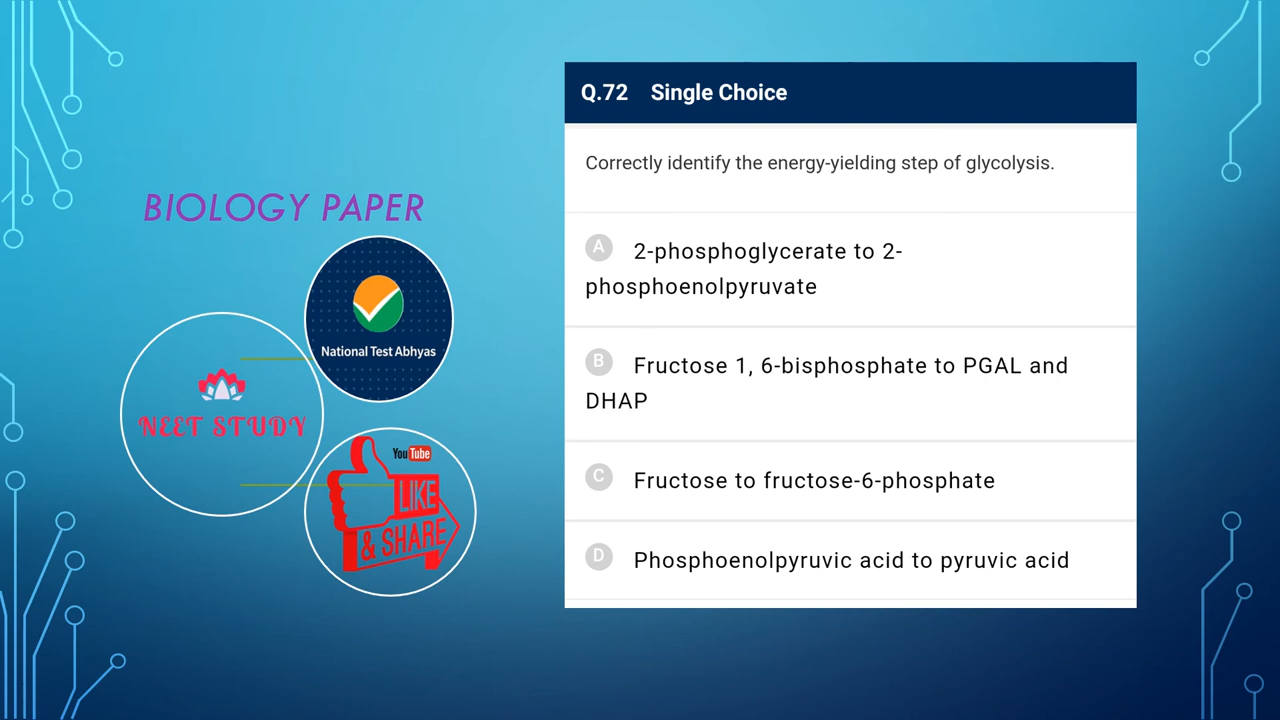 BIOLOGY PAPER
National Test Abhyas
NEET STUDY
YouTube
LIKE
& SHARE
Q.72 Single Choice
Correctly identify the energy-yielding step of glycolysis.
A 2-phosphoglycerate to 2-
phosphoenolpyruvate
B Fructose 1, 6-bisphosphate to PGAL and
DHAP
C Fructose to fructose-6-phosphate
D Phosphoenolpyruvic acid to pyruvic acid